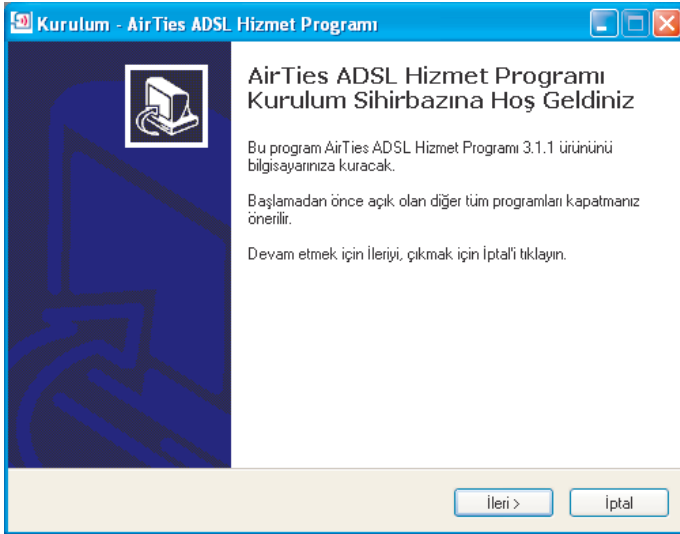 Kurulum - AirTies ADSL Hizmet Programı
AirTies ADSL Hizmet Programı
Kurulum Sihirbazına Hoş Geldiniz
Bu program AirTies ADSL Hizmet Programı 3.1.1 ürününü
bilgisayarınıza kuracak.
Başlamadan önce açık olan diğer tüm programları kapatmanız
önerilir.
Devam etmek için İleriyi, çıkmak için İptal'i tıklayın.
İleri >
İptal